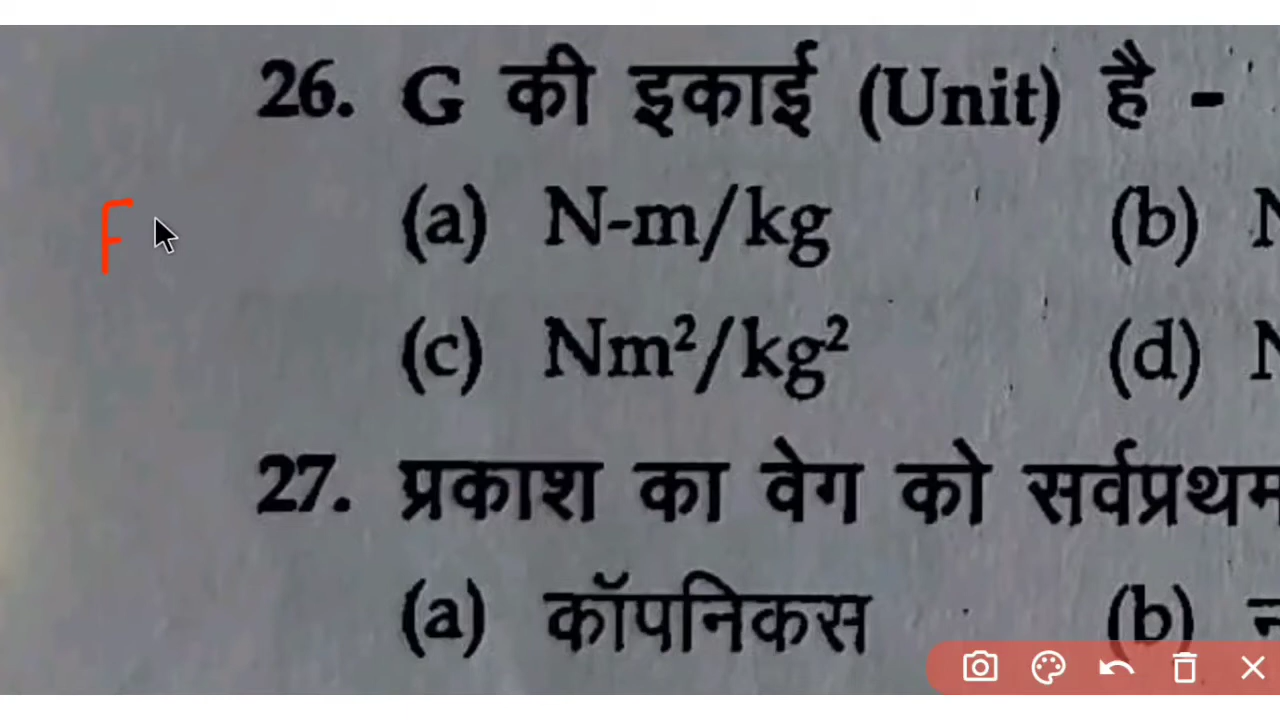 26. G की इकाई (Unit) है -
F
(a) N-m/kg (b)
(c) Nm²/kg² (d)
27. प्रकाश का वेग को सर्वप्रथम
(a) कॉपनिकस (b)